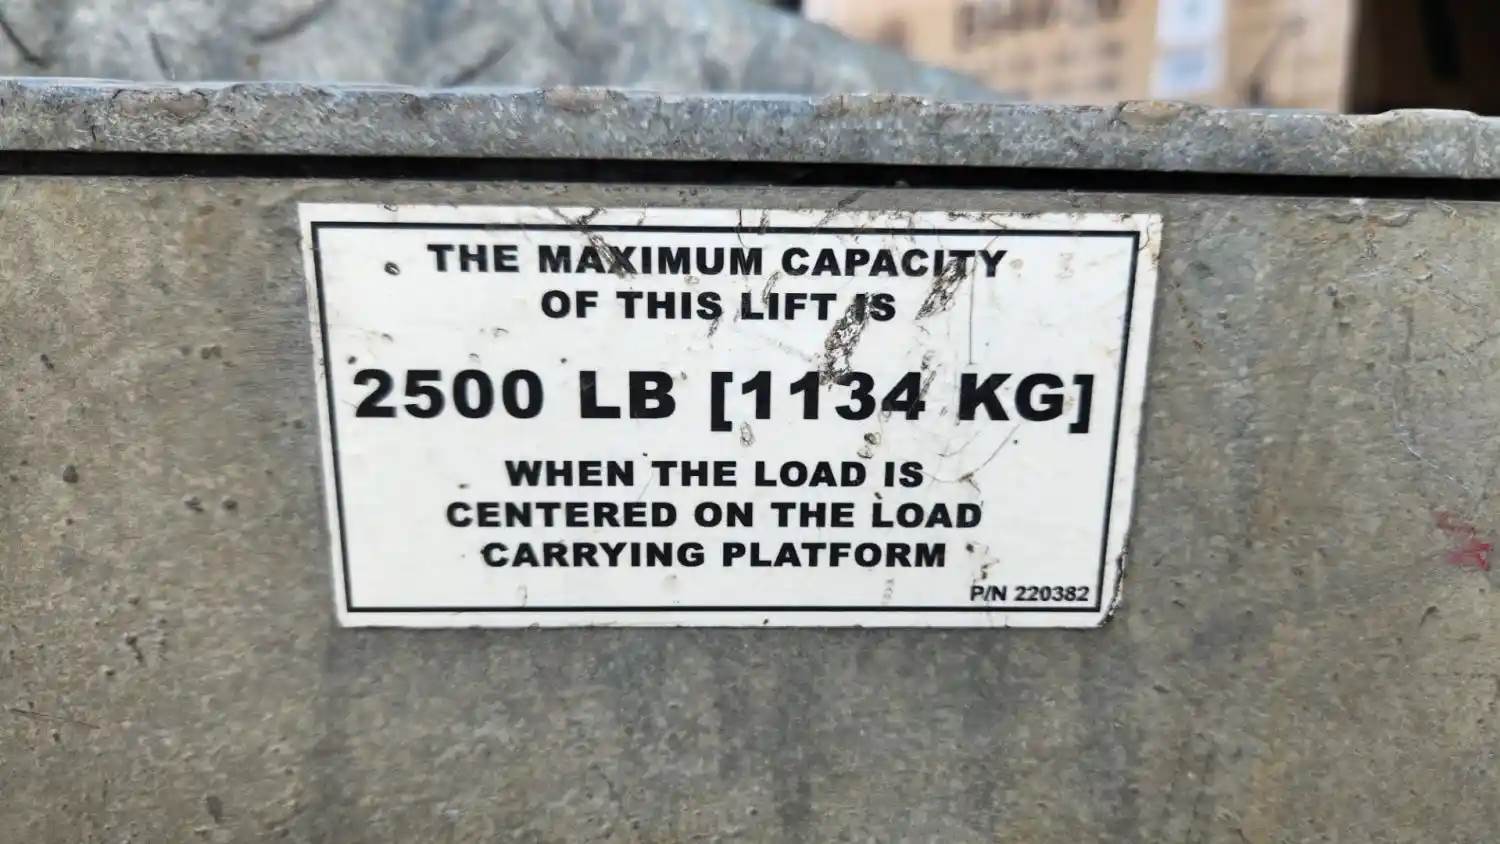 THE MAXIMUM CAPACITY
OF THIS LIFT IS
2500 LB [1134 KG]
WHEN THE LOAD IS
CENTERED ON THE LOAD
CARRYING PLATFORM
P/N 220382